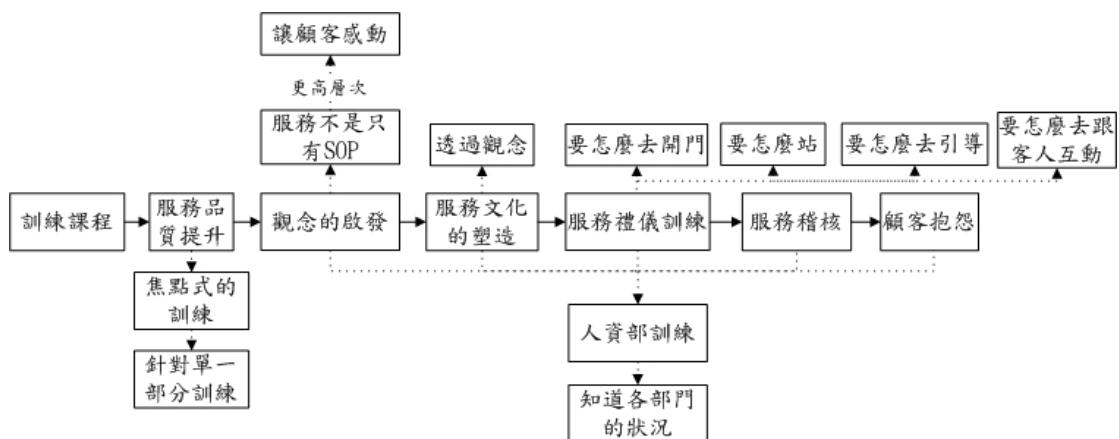 讓顧客感動
更高層次
服務不是只
有SOP
透過觀念
要怎麼去開門
要怎麼站
要怎麼去引導
要怎麼去跟
客人互動
訓練課程
服務品
質提升
觀念的啟發
服務文化
的塑造
服務禮儀訓練
服務稽核
顧客抱怨
焦點式的
訓練
針對單一
部分訓練
人資部訓練
知道各部門
的狀況